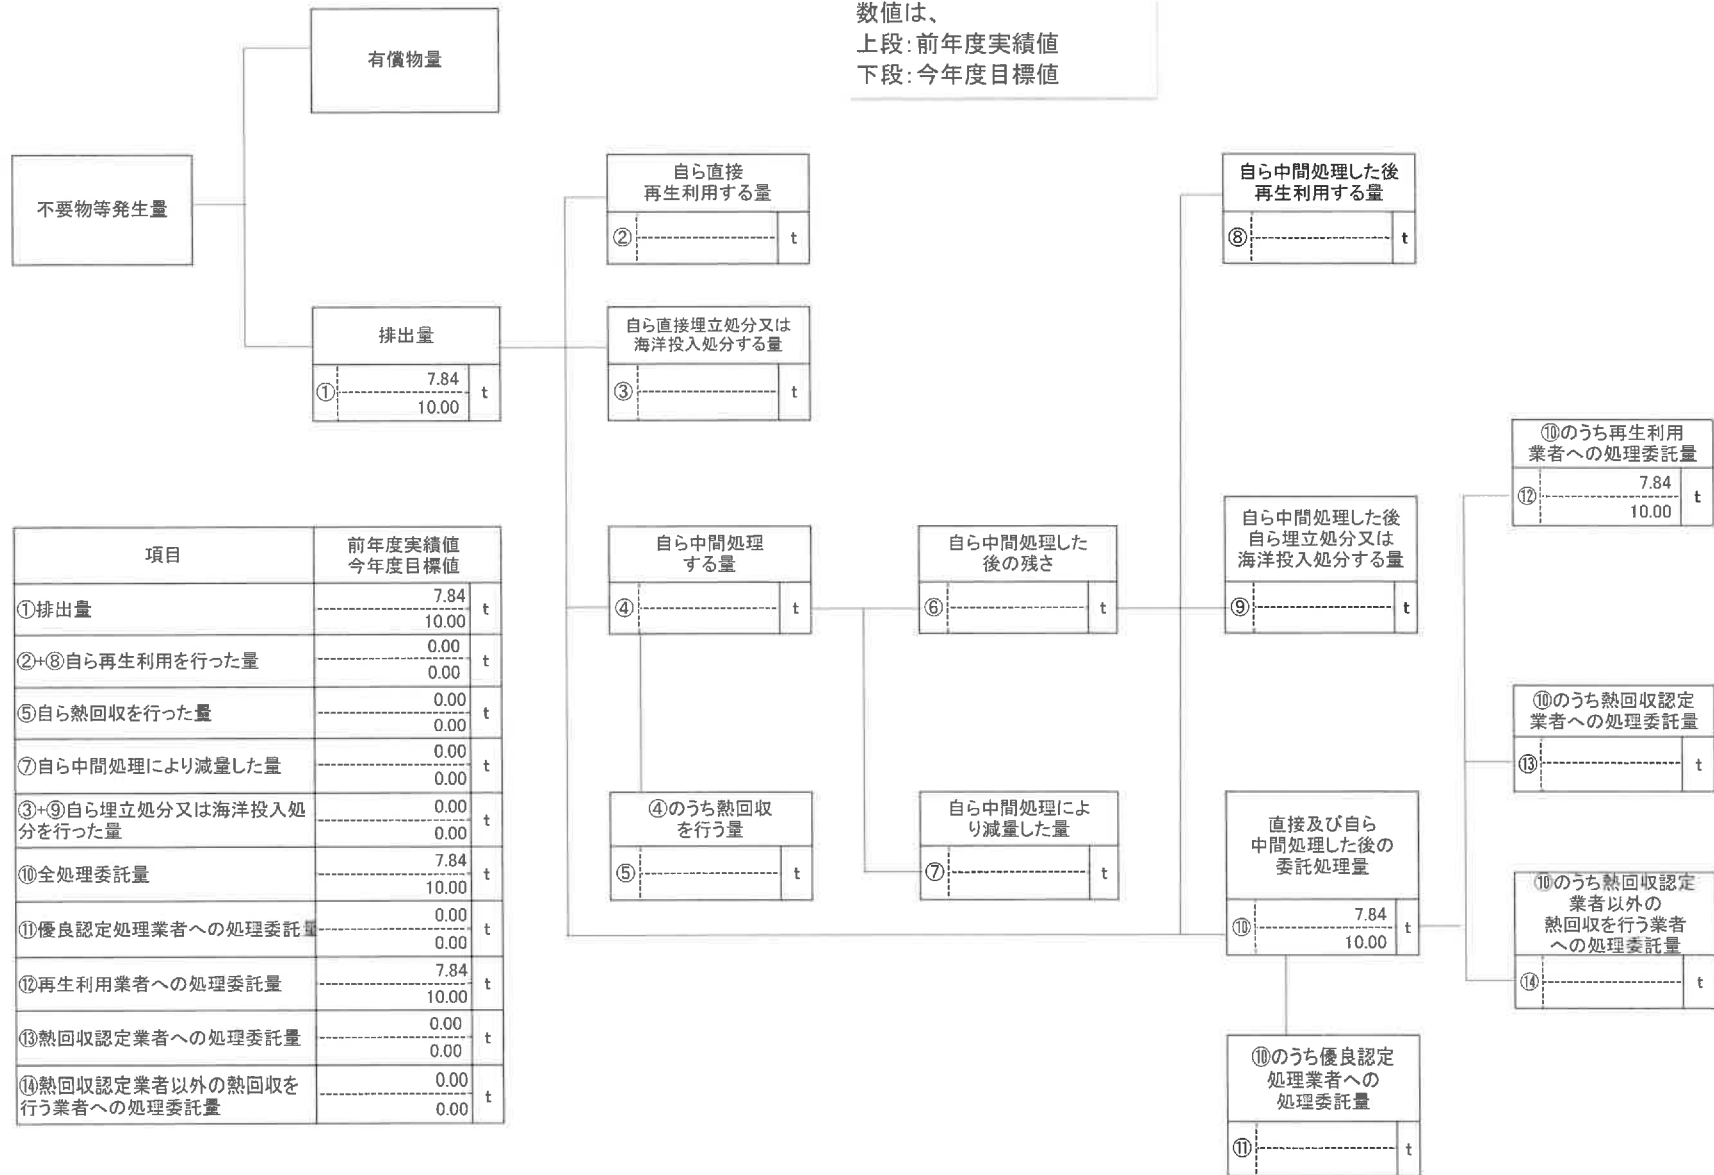 数値は、
上段:前年度実績値
下段:今年度目標値
有償物量
不要物等発生量
排出量
① 7.84 t
10.00
自ら直接
再生利用する量
② t
自ら直接埋立処分又は
海洋投入処分する量
③ t
自ら中間処理
する量
④ t
④のうち熱回収
を行う量
⑤ t
自ら中間処理した
後の残さ
⑥ t
自ら中間処理によ
り減量した量
⑦ t
自ら中間処理した後
再生利用する量
⑧ t
自ら中間処理した後
自ら埋立処分又は
海洋投入処分する量
⑨ t
直接及び自ら
中間処理した後の
委託処理量
⑩ 7.84 t
10.00
⑩のうち優良認定
処理業者への
処理委託量
⑪ t
⑩のうち再生利用
業者への処理委託量
⑫ 7.84 t
10.00
⑩のうち熱回収認定
業者への処理委託量
⑬ t
⑩のうち熱回収認定
業者以外の
熱回収を行う業者
への処理委託量
⑭ t
項目 前年度実績値
今年度目標値
①排出量 7.84 t
10.00
②+⑧自ら再生利用を行った量 0.00 t
0.00
⑤自ら熱回収を行った量 0.00 t
0.00
⑦自ら中間処理により減量した量 0.00 t
0.00
③+⑨自ら埋立処分又は海洋投入処 0.00 t
分を行った量 0.00
⑩全処理委託量 7.84 t
10.00
⑪優良認定処理業者への処理委託量 0.00 t
0.00
⑫再生利用業者への処理委託量 7.84 t
10.00
⑬熱回収認定業者への処理委託量 0.00 t
0.00
⑭熱回収認定業者以外の熱回収を 0.00 t
行う業者への処理委託量 0.00